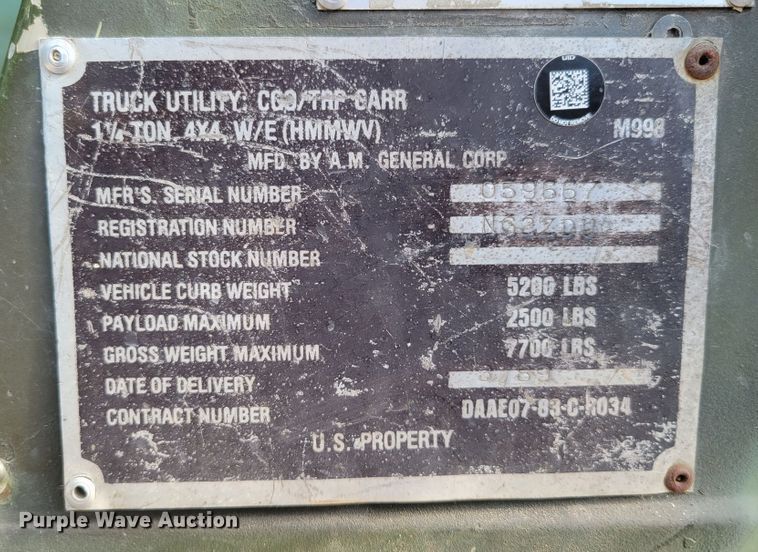 UID
DO NOT REMOVE
TRUCK UTILITY: CGO/TRP CARR
1¼ TON, 4X4, W/E (HMMWV) M998
MFD. BY A.M. GENERAL CORP.
MFR'S. SERIAL NUMBER
REGISTRATION NUMBER
NATIONAL STOCK NUMBER
VEHICLE CURB WEIGHT 5200 LBS
PAYLOAD MAXIMUM 2500 LBS
GROSS WEIGHT MAXIMUM 7700 LBS
DATE OF DELIVERY
CONTRACT NUMBER DAAE07-83-C-R034
U.S. PROPERTY
Purple Wave Auction